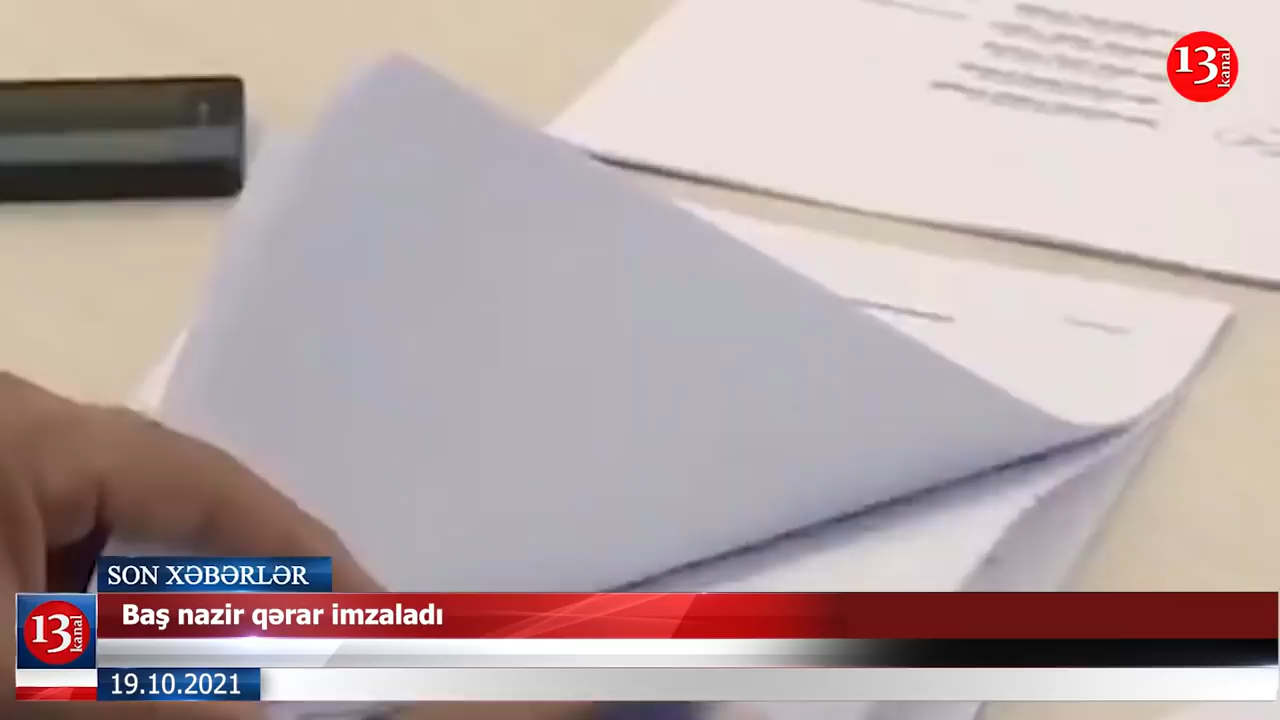 13 kanal
SON XƏBƏRLƏR
Baş nazir qərar imzaladı
13 kanal
19.10.2021